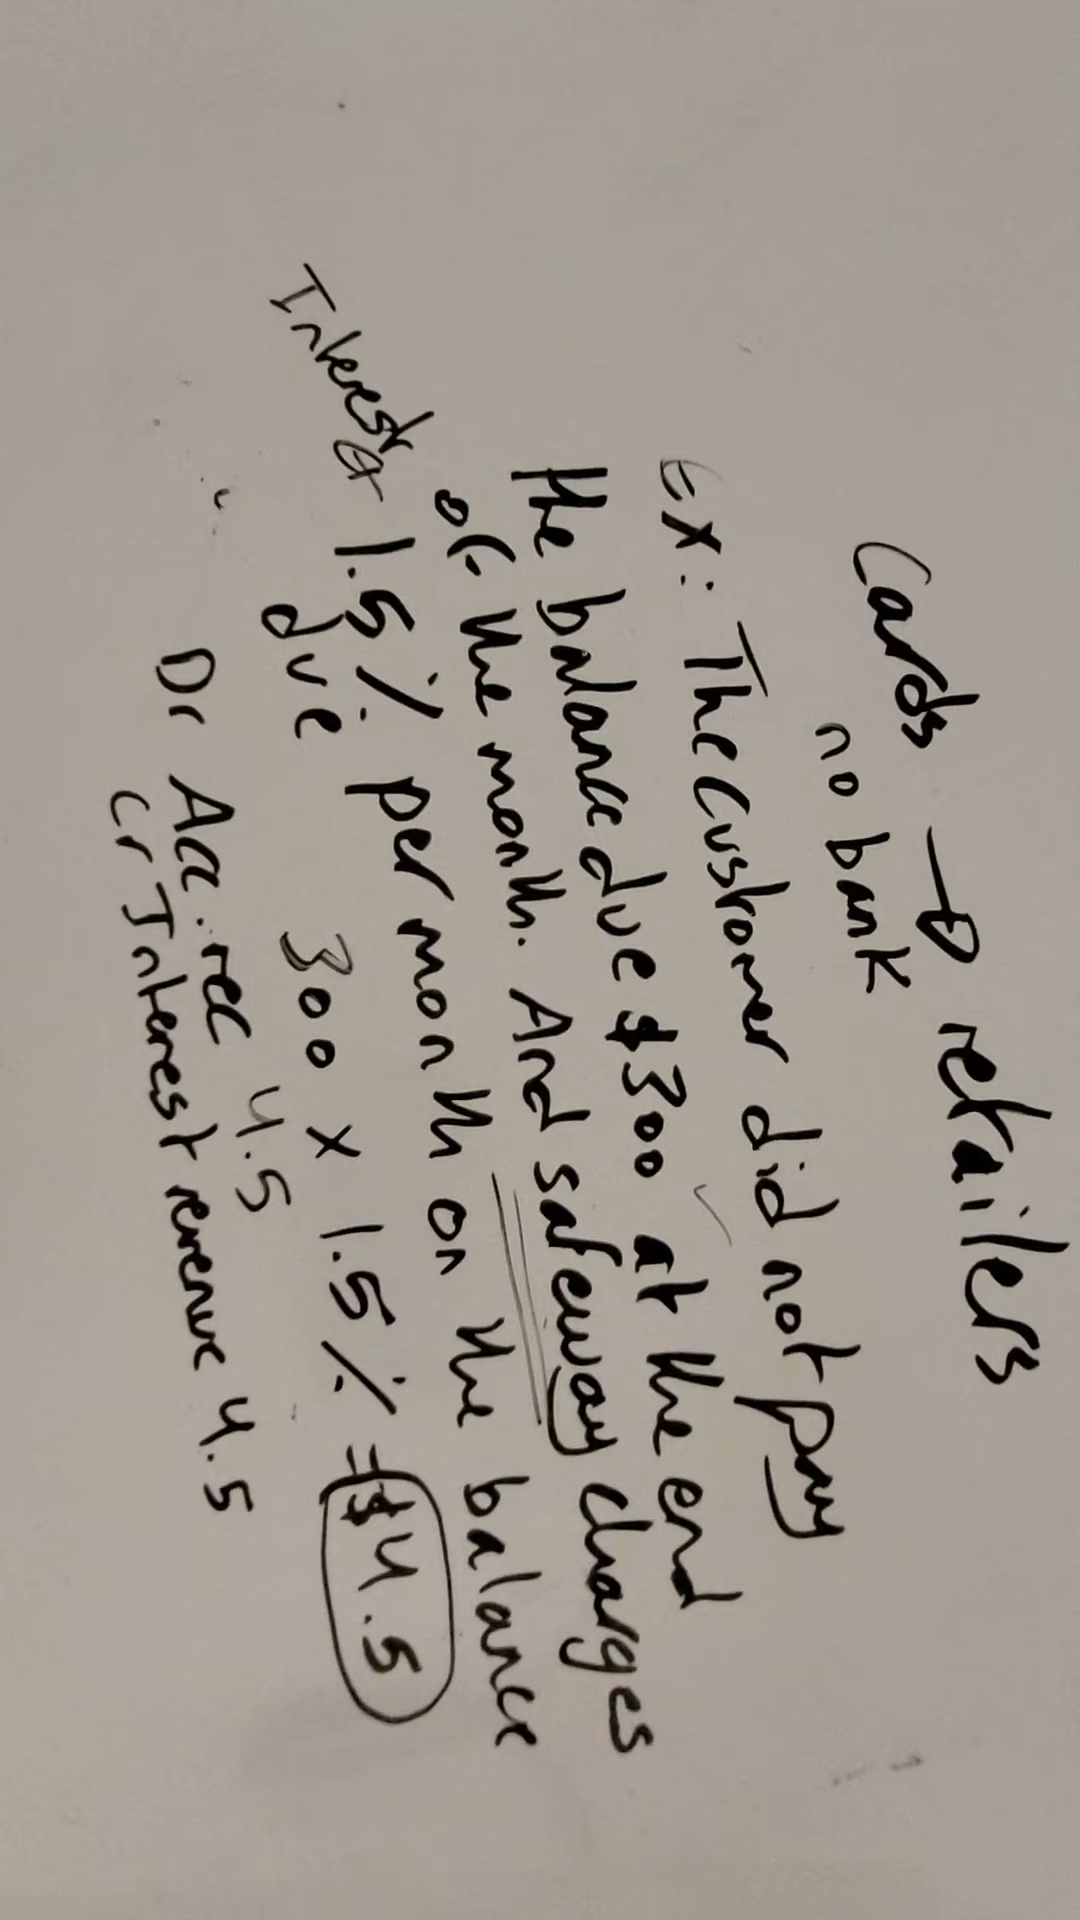 Cards → retailers
no bank
Ex: The customer did not pay
the balance due $300 at the end
of the month. And safeway charges
Interest a 1.5% per month on the balance
due
300 x 1.5% = $4.5
Dr Acc. rec 4.5
Cr Interest revenue 4.5